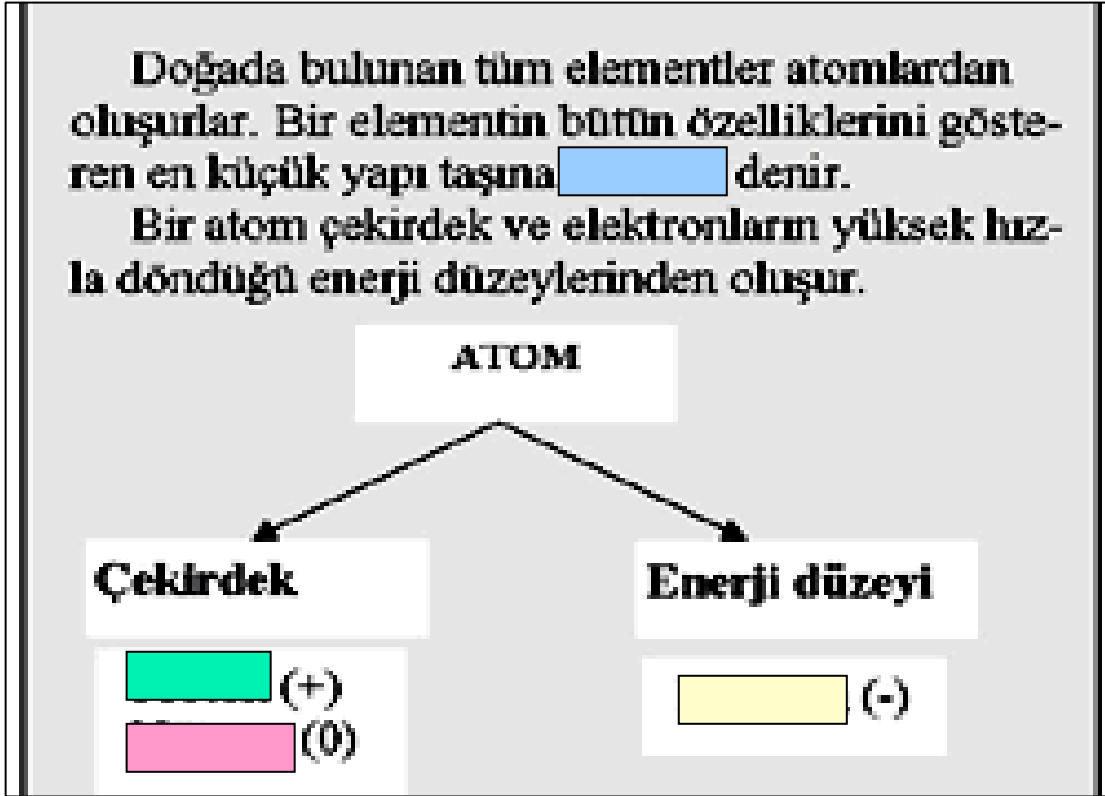 Doğada bulunan tüm elementler atomlardan
oluşurlar. Bir elementin bütün özelliklerini göste-
ren en küçük yapı taşına denir.
Bir atom çekirdek ve elektronların yüksek hız-
la döndüğü enerji düzeylerinden oluşur.
ATOM
Çekirdek
Enerji düzeyi
(+)
(0)
(-)